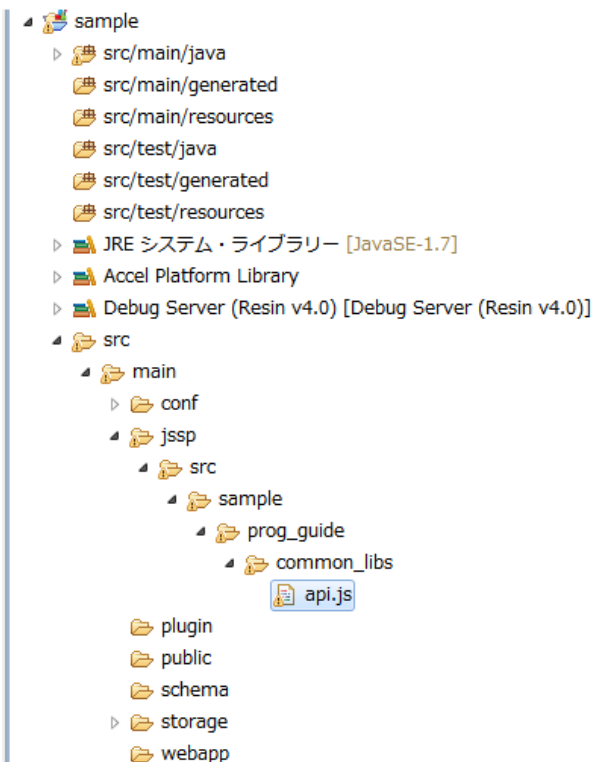 sample
src/main/java
src/main/generated
src/main/resources
src/test/java
src/test/generated
src/test/resources
JRE システム・ライブラリー [JavaSE-1.7]
Accel Platform Library
Debug Server (Resin v4.0) [Debug Server (Resin v4.0)]
src
main
conf
jssp
src
sample
prog_guide
common_libs
api.js
plugin
public
schema
storage
webapp